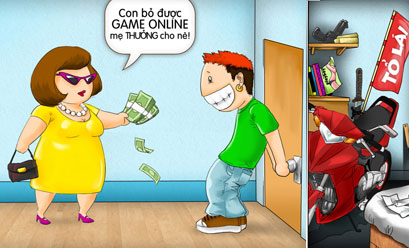 Con bỏ được
GAME ONLINE
mẹ THƯỞNG cho nè!
TỔ LÁI